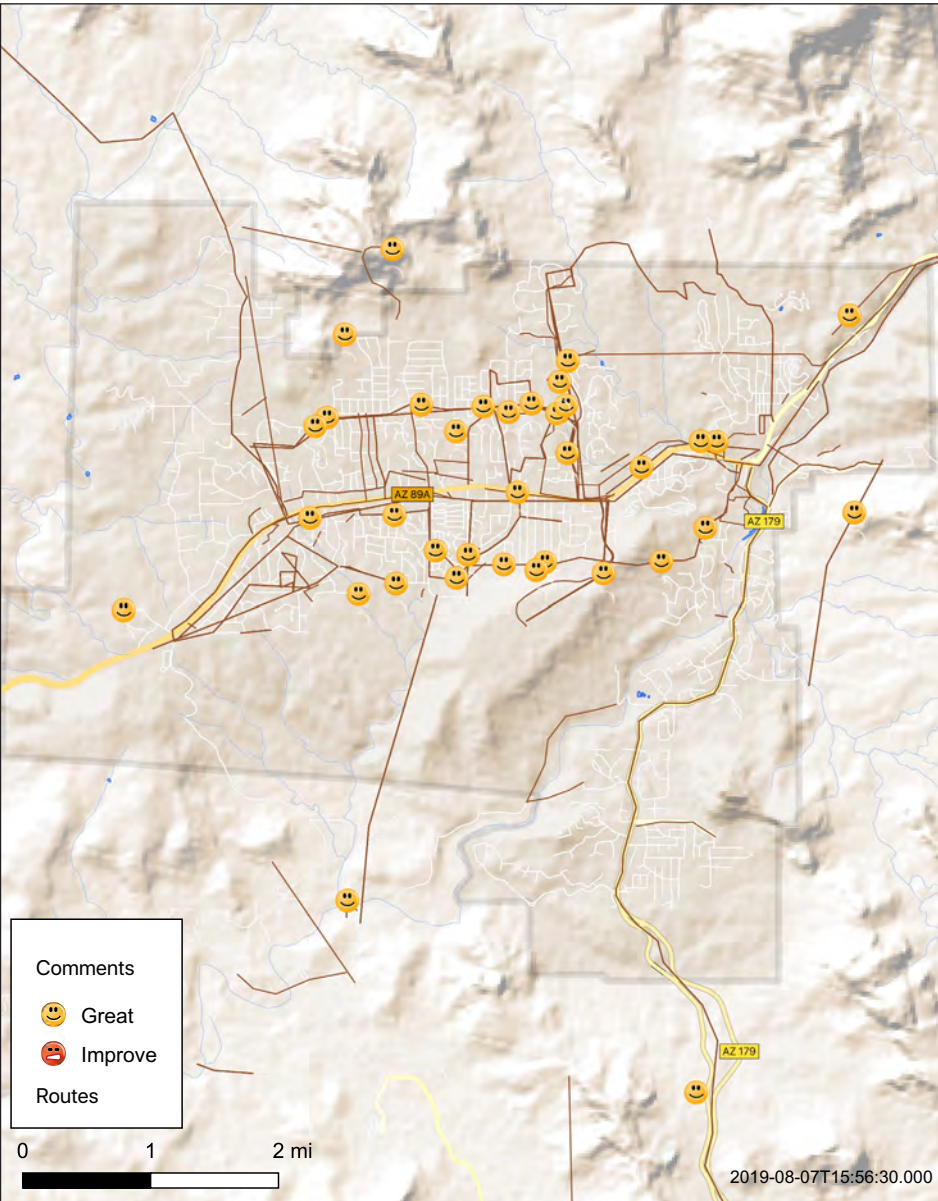 AZ 89A
AZ 179
AZ 179
Comments
Great
Improve
Routes
0 1 2 mi
2019-08-07T15:56:30.000